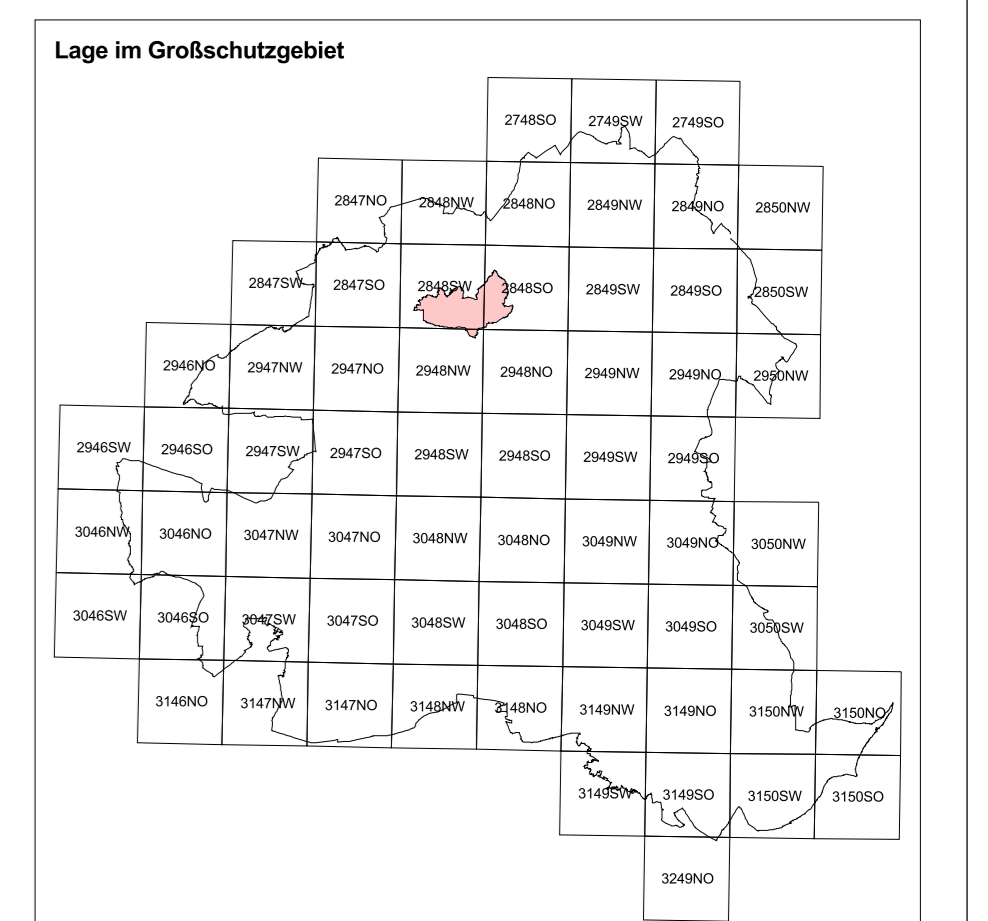 Lage im Großschutzgebiet
2748SO 2749SW 2749SO
2847NO 2848NW 2848NO 2849NW 2849NO 2850NW
2847SW 2847SO 2848SW 2848SO 2849SW 2849SO 2850SW
2946NO 2947NW 2947NO 2948NW 2948NO 2949NW 2949NO 2950NW
2946SW 2946SO 2947SW 2947SO 2948SW 2948SO 2949SW 2949SO
3046NW 3046NO 3047NW 3047NO 3048NW 3048NO 3049NW 3049NO 3050NW
3046SW 3046SO 3047SW 3047SO 3048SW 3048SO 3049SW 3049SO 3050SW
3146NO 3147NW 3147NO 3148NW 3148NO 3149NW 3149NO 3150NW 3150NO
3149SW 3149SO 3150SW 3150SO
3249NO